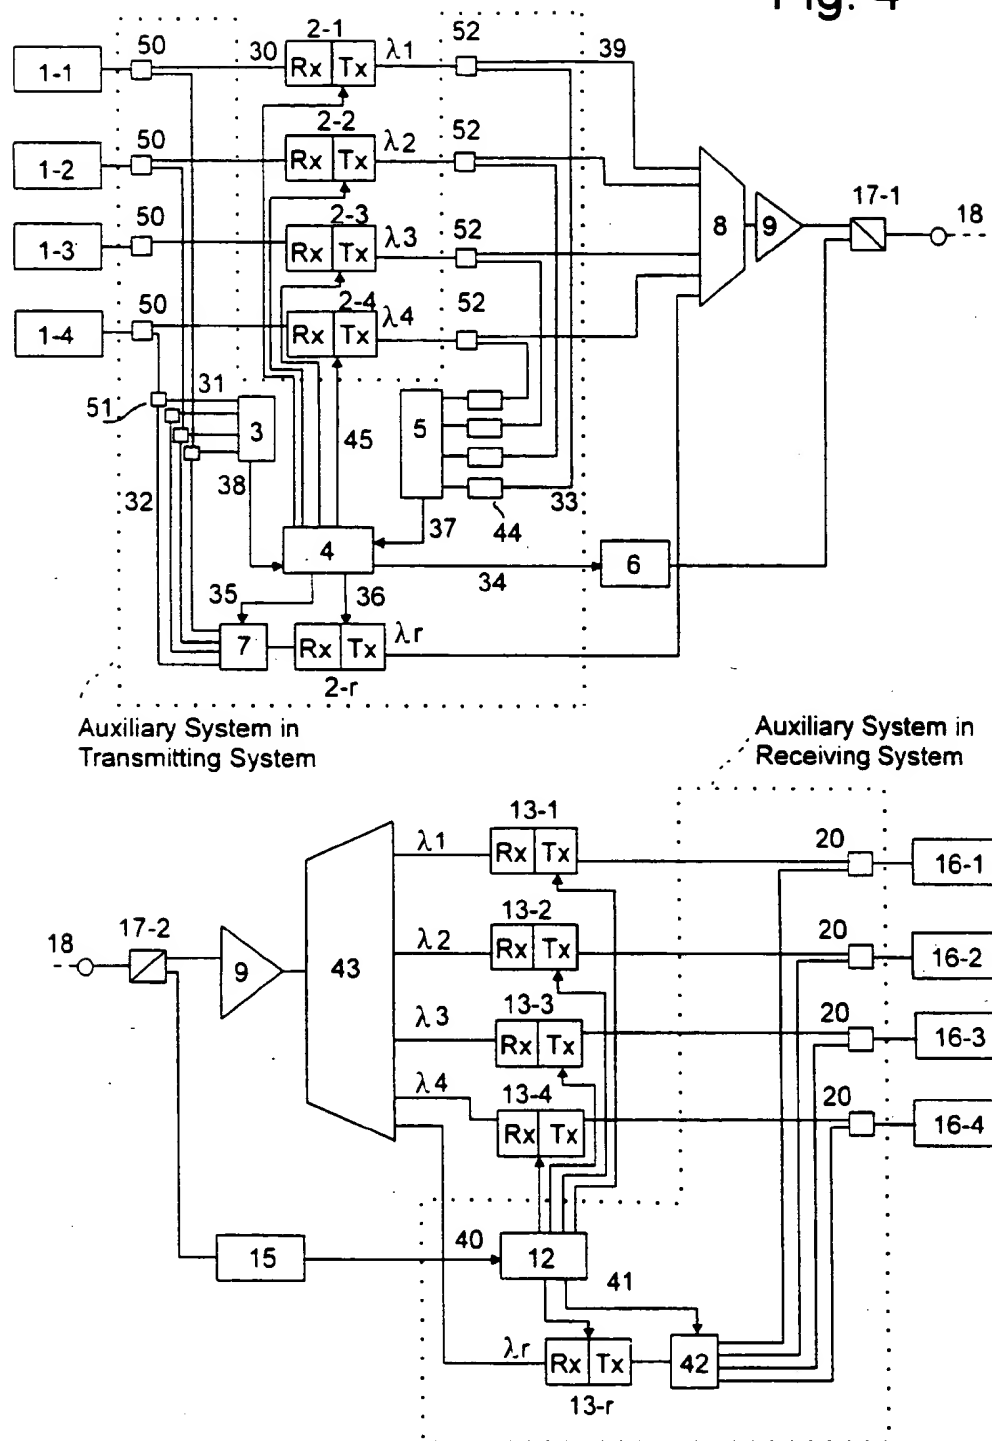 Fig. 4
50
30
2-1
λ1
52
39
1-1
Rx
Tx
50
2-2
λ2
52
1-2
Rx
Tx
50
2-3
λ3
52
8
9
17-1
18
1-3
Rx
Tx
50
2-4
λ4
52
1-4
Rx
Tx
51
31
3
45
5
32
38
44
33
37
4
34
6
35
36
7
Rx
Tx
λr
2-r
Auxiliary System in
Transmitting System
Auxiliary System in
Receiving System
13-1
λ1
Rx
Tx
20
16-1
18
17-2
9
43
13-2
λ2
Rx
Tx
20
16-2
13-3
λ3
Rx
Tx
20
16-3
13-4
λ4
Rx
Tx
20
16-4
15
40
12
41
λr
Rx
Tx
42
13-r